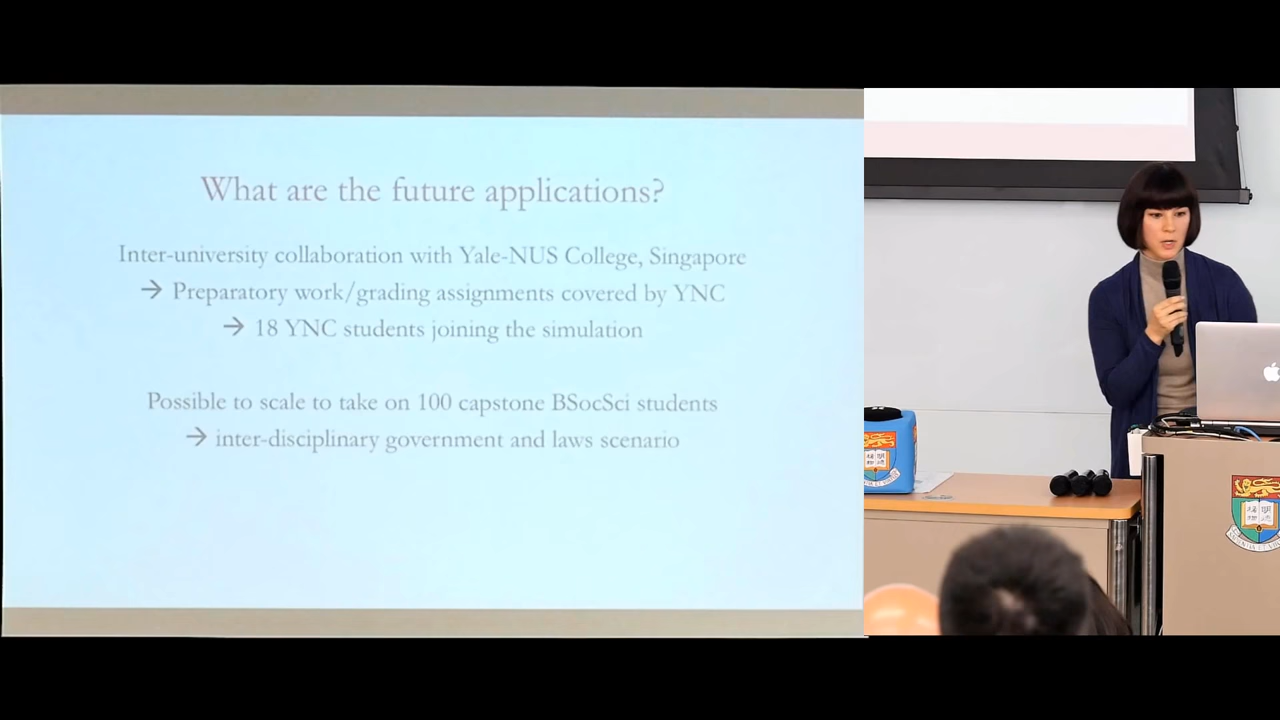 What are the future applications?
Inter-university collaboration with Yale-NUS College, Singapore
→ Preparatory work/grading assignments covered by YNC
→ 18 YNC students joining the simulation
Possible to scale to take on 100 capstone BSocSci students
→ inter-disciplinary government and laws scenario